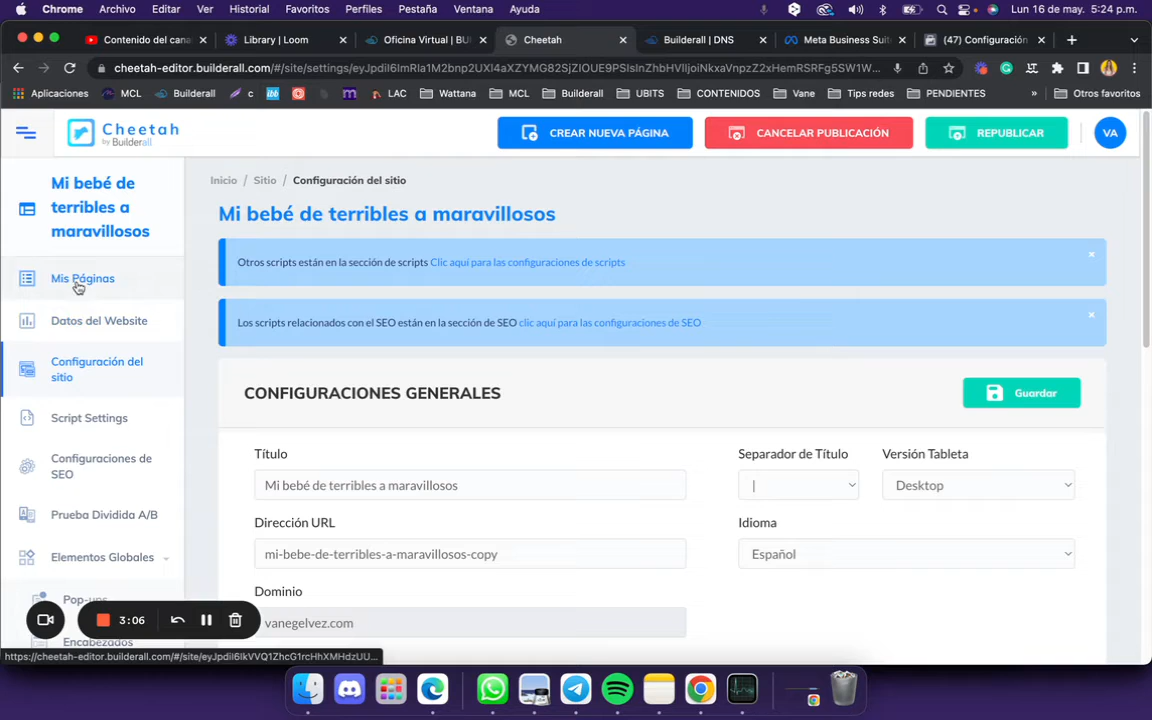 Chrome Archivo Editar Ver Historial Favoritos Perfiles Pestaña Ventana Ayuda Lun 16 de may. 5:24 p.m.
Contenido del cana Library | Loom Oficina Virtual | BU Cheetah Builderall | DNS Meta Business Suit (47) Configuración
cheetah-editor.builderall.com/#/site/settings/
Aplicaciones MCL Builderall c LAC Wattana MCL Builderall UBITS CONTENIDOS Vane Tips redes PENDIENTES » Otros favoritos
Cheetah
by Builderall
CREAR NUEVA PÁGINA CANCELAR PUBLICACIÓN REPUBLICAR VA
Mi bebé de
terribles a
maravillosos
Mis Páginas
Datos del Website
Configuración del
sitio
Script Settings
Configuraciones de
SEO
Prueba Dividida A/B
Elementos Globales
Pop-ups
Encabezados
Inicio / Sitio / Configuración del sitio
Mi bebé de terribles a maravillosos
Otros scripts están en la sección de scripts Clic aquí para las configuraciones de scripts
Los scripts relacionados con el SEO están en la sección de SEO clic aquí para las configuraciones de SEO
CONFIGURACIONES GENERALES Guardar
Título Separador de Título Versión Tableta
Mi bebé de terribles a maravillosos | Desktop
Dirección URL Idioma
mi-bebe-de-terribles-a-maravillosos-copy Español
Dominio
vanegelvez.com
3:06